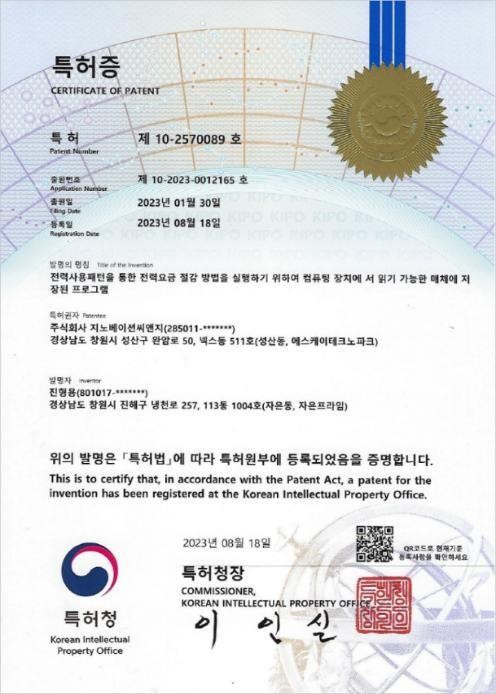 특허증
CERTIFICATE OF PATENT
특 허 제 10-2570089 호
Patent Number
출원번호 제 10-2023-0012165 호
Application Number
출원일 2023년 01월 30일
Filing Date
등록일 2023년 08월 18일
Registration Date
발명의 명칭 Title of the Invention
전력사용패턴을 통한 전력요금 절감 방법을 실행하기 위하여 컴퓨팅 장치에 서 읽기 가능한 매체에 저
장된 프로그램
특허권자 Patentee
주식회사 지노베이션씨앤지(285011-*******)
경상남도 창원시 성산구 완암로 50, 넥스동 511호(성산동, 에스케이테크노파크)
발명자 Inventor
진형용(801017-*******)
경상남도 창원시 진해구 냉천로 257, 113동 1004호(자은동, 자은프라임)
위의 발명은 「특허법」에 따라 특허원부에 등록되었음을 증명합니다.
This is to certify that, in accordance with the Patent Act, a patent for the
invention has been registered at the Korean Intellectual Property Office.
2023년 08월 18일
QR코드로 현재기준
등록사항을 확인하세요
특허청장
COMMISSIONER,
KOREAN INTELLECTUAL PROPERTY OFFICE
이 인 실
특허청
Korean Intellectual
Property Office